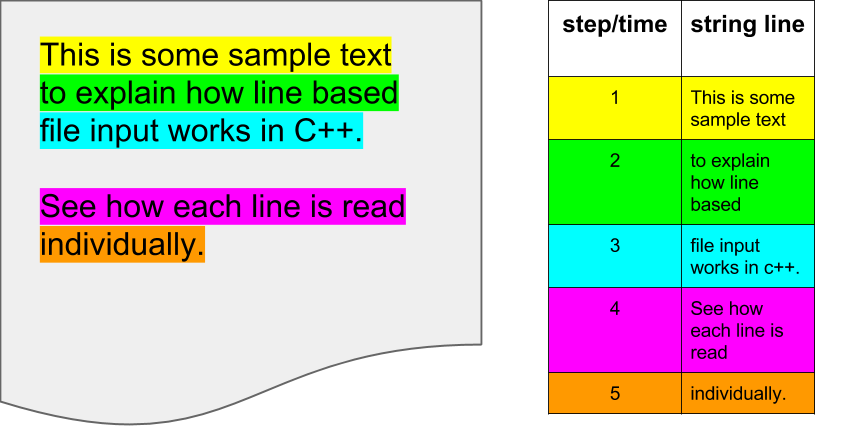 This is some sample text
to explain how line based
file input works in C++.
See how each line is read
individually.
step/time string line
1 This is some
sample text
2 to explain
how line
based
3 file input
works in c++.
4 See how
each line is
read
5 individually.